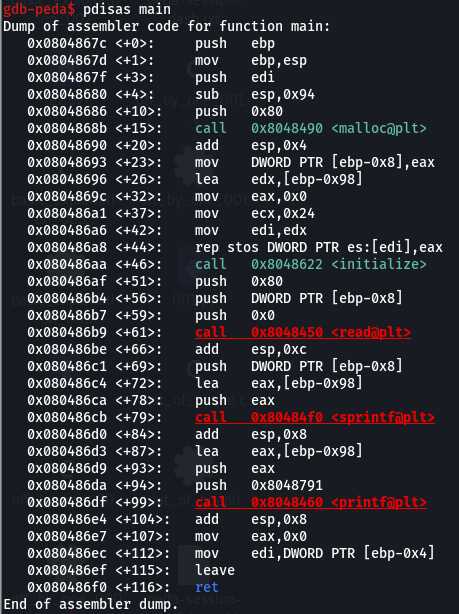 gdb-peda$ pdisas main
Dump of assembler code for function main:
   0x0804867c <+0>:     push   ebp
   0x0804867d <+1>:     mov    ebp,esp
   0x0804867f <+3>:     push   edi
   0x08048680 <+4>:     sub    esp,0x94
   0x08048686 <+10>:    push   0x80
   0x0804868b <+15>:    call   0x8048490 <malloc@plt>
   0x08048690 <+20>:    add    esp,0x4
   0x08048693 <+23>:    mov    DWORD PTR [ebp-0x8],eax
   0x08048696 <+26>:    lea    edx,[ebp-0x98]
   0x0804869c <+32>:    mov    eax,0x0
   0x080486a1 <+37>:    mov    ecx,0x24
   0x080486a6 <+42>:    mov    edi,edx
   0x080486a8 <+44>:    rep stos DWORD PTR es:[edi],eax
   0x080486aa <+46>:    call   0x8048622 <initialize>
   0x080486af <+51>:    push   0x80
   0x080486b4 <+56>:    push   DWORD PTR [ebp-0x8]
   0x080486b7 <+59>:    push   0x0
   0x080486b9 <+61>:    call   0x8048450 <read@plt>
   0x080486be <+66>:    add    esp,0xc
   0x080486c1 <+69>:    push   DWORD PTR [ebp-0x8]
   0x080486c4 <+72>:    lea    eax,[ebp-0x98]
   0x080486ca <+78>:    push   eax
   0x080486cb <+79>:    call   0x80484f0 <sprintf@plt>
   0x080486d0 <+84>:    add    esp,0x8
   0x080486d3 <+87>:    lea    eax,[ebp-0x98]
   0x080486d9 <+93>:    push   eax
   0x080486da <+94>:    push   0x8048791
   0x080486df <+99>:    call   0x8048460 <printf@plt>
   0x080486e4 <+104>:   add    esp,0x8
   0x080486e7 <+107>:   mov    eax,0x0
   0x080486ec <+112>:   mov    edi,DWORD PTR [ebp-0x4]
   0x080486ef <+115>:   leave
   0x080486f0 <+116>:   ret
End of assembler dump.